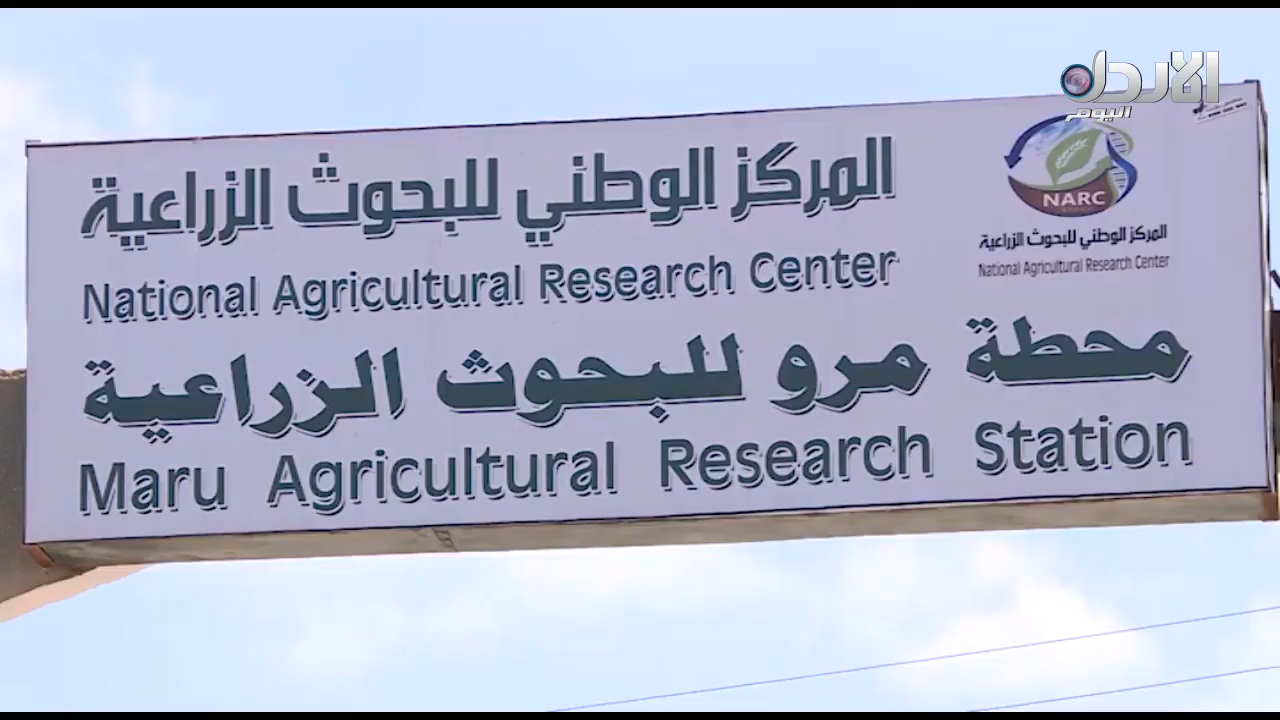 الاردن
اليوم
المركز الوطني للبحوث الزراعية
National Agricultural Research Center
محطة مرو للبحوث الزراعية
Maru Agricultural Research Station
NARC
المركز الوطني للبحوث الزراعية
National Agricultural Research Center